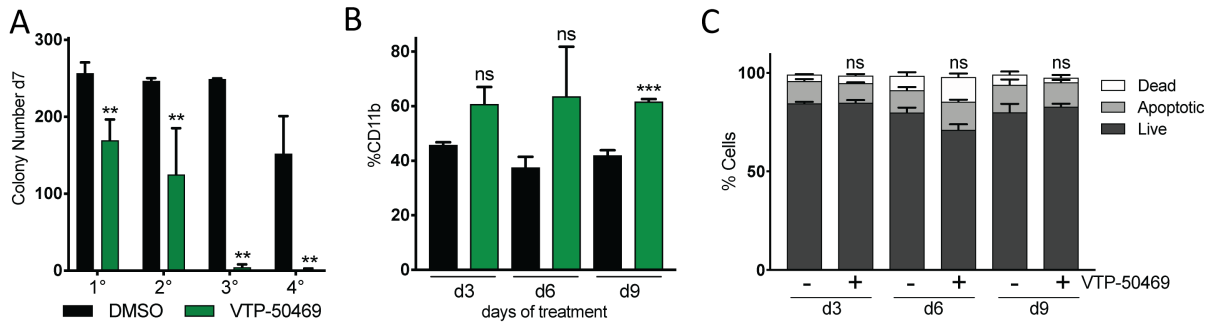 A
Colony Number d7
300
200
100
0
** ** ** **
1° 2° 3° 4°
DMSO VTP-50469
B
%CD11b
80
60
40
20
0
ns ns ***
d3 d6 d9
days of treatment
C
% Cells
100
50
0
ns ns ns
Dead
Apoptotic
Live
- + - + - + VTP-50469
d3 d6 d9